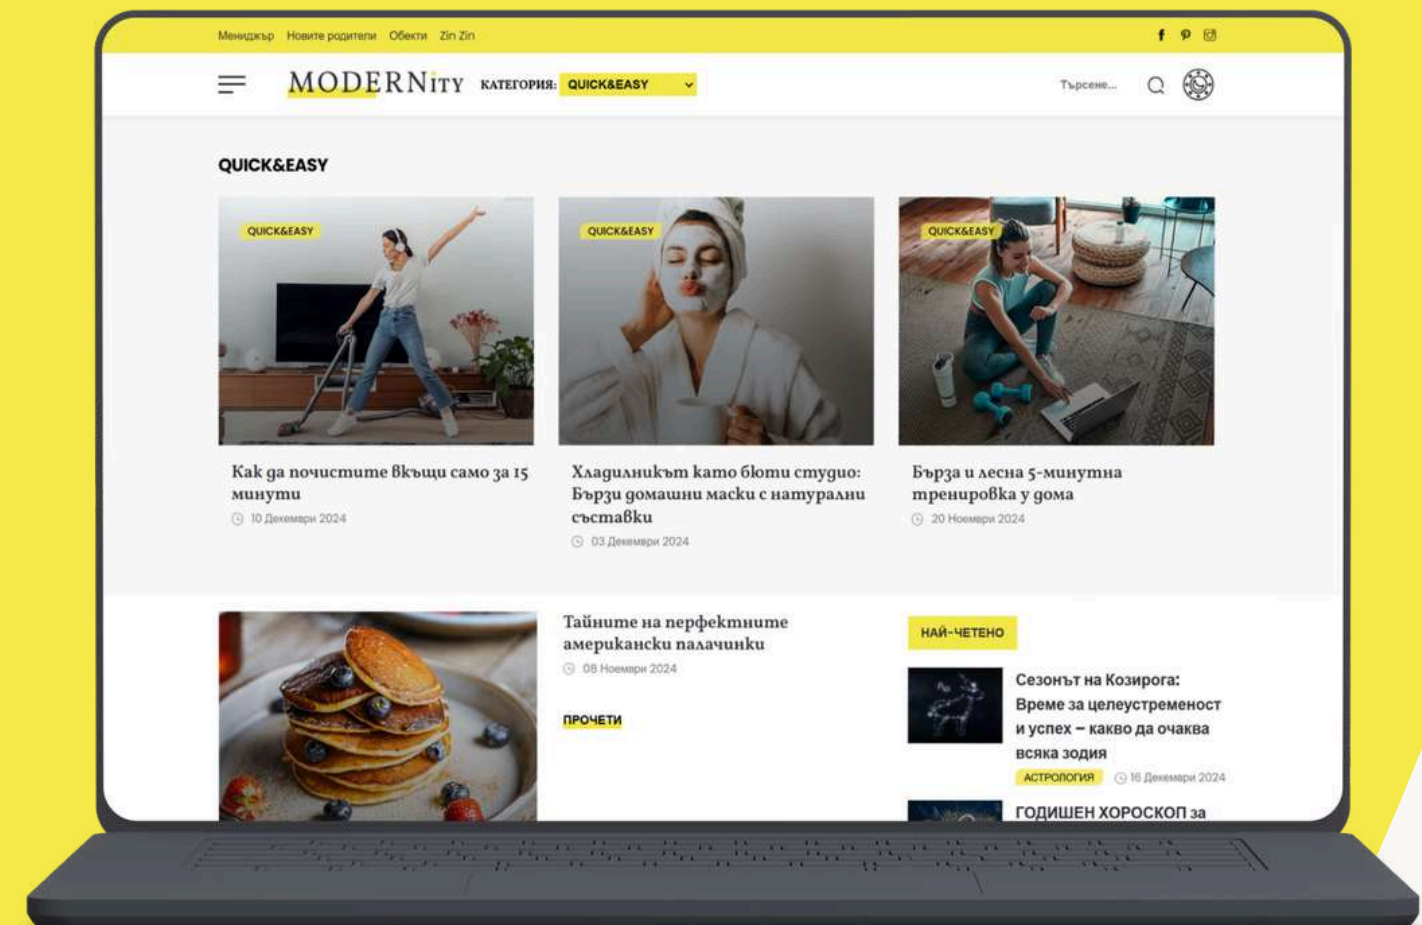 Мениджър Новите родители Обекти Zin Zin
MODERNiTY КАТЕГОРИЯ: QUICK&EASY
Търсене...
QUICK&EASY
QUICK&EASY
QUICK&EASY
QUICK&EASY
Как да почистите вкъщи само за 15
минути
10 Декември 2024
Хладилникът като бюти студио:
Бързи домашни маски с натурални
съставки
03 Декември 2024
Бърза и лесна 5-минутна
тренировка у дома
20 Ноември 2024
Тайните на перфектните
американски палачинки
08 Ноември 2024
ПРОЧЕТИ
НАЙ-ЧЕТЕНО
Сезонът на Козирога:
Време за целеустременост
и успех – какво да очаква
всяка зодия
АСТРОЛОГИЯ 16 Декември 2024
ГОДИШЕН ХОРОСКОП за